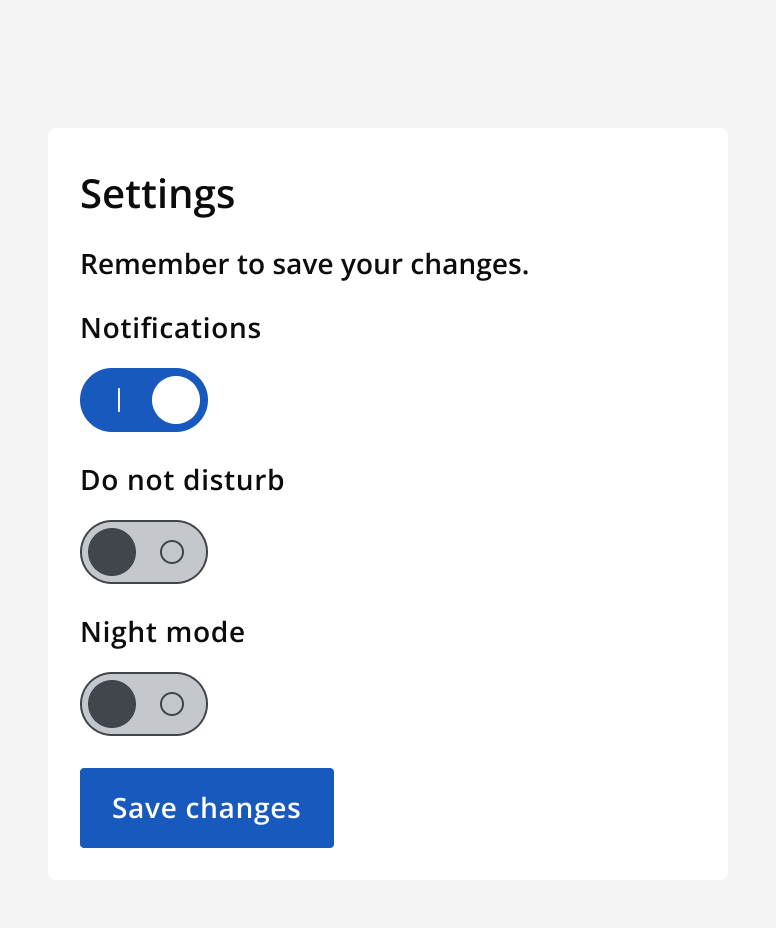 Settings
Remember to save your changes.
Notifications
Do not disturb
Night mode
Save changes